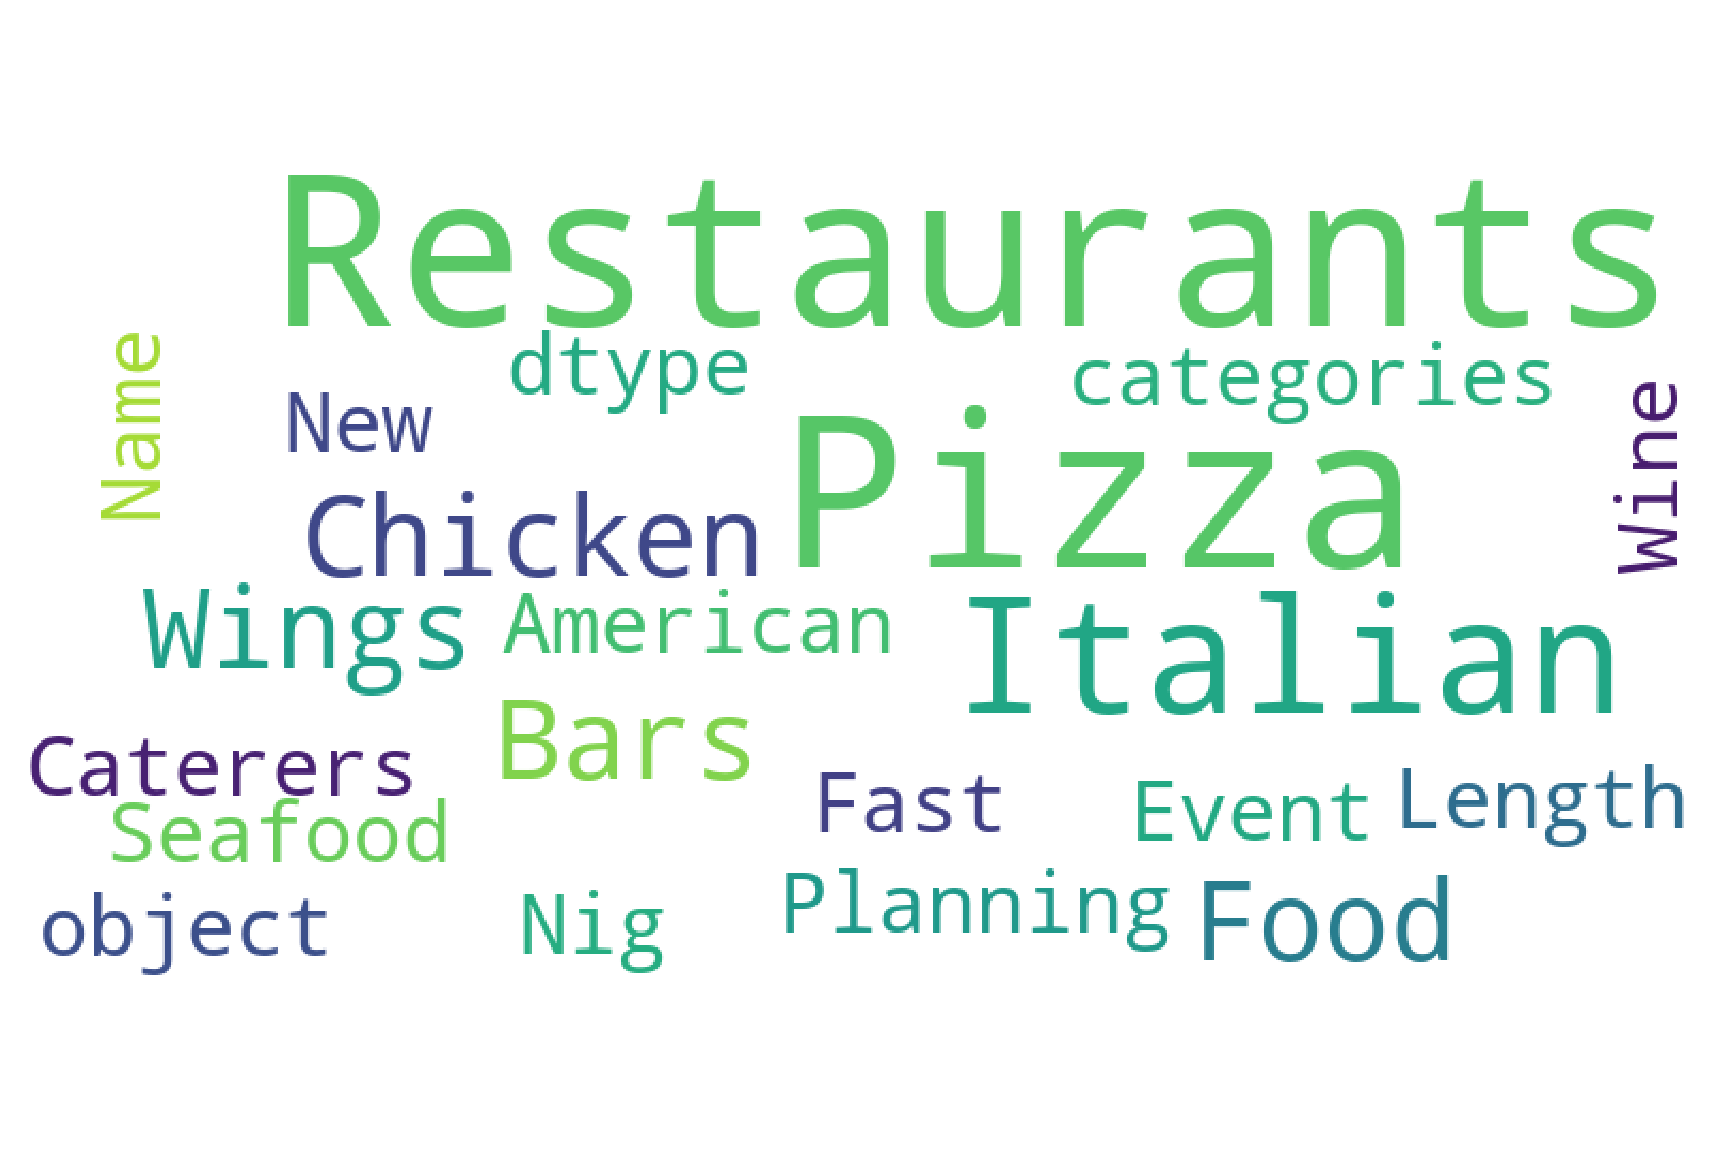 Restaurants
dtype
categories
Name
New
Wine
Pizza
Chicken
Wings
American
Italian
Bars
Caterers
Fast
Event
Length
Seafood
object
Nig
Planning
Food